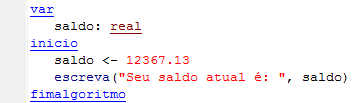 var
saldo: real
inicio
saldo <- 12367.13
escreva("Seu saldo atual é: ", saldo)
fimalgoritmo